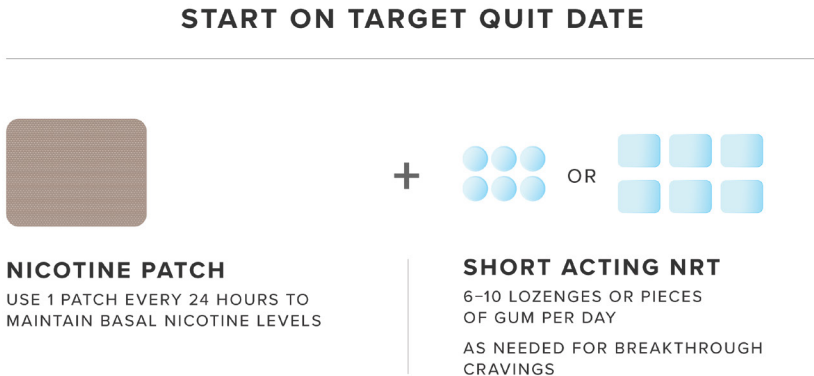 START ON TARGET QUIT DATE
+
OR
NICOTINE PATCH
USE 1 PATCH EVERY 24 HOURS TO
MAINTAIN BASAL NICOTINE LEVELS
SHORT ACTING NRT
6–10 LOZENGES OR PIECES
OF GUM PER DAY
AS NEEDED FOR BREAKTHROUGH
CRAVINGS